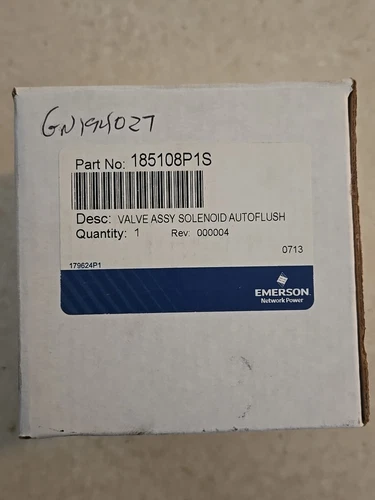 GN194027
Part No: 185108P1S
Desc: VALVE ASSY SOLENOID AUTOFLUSH
Quantity: 1 Rev: 000004
0713
179624P1
EMERSON
Network Power